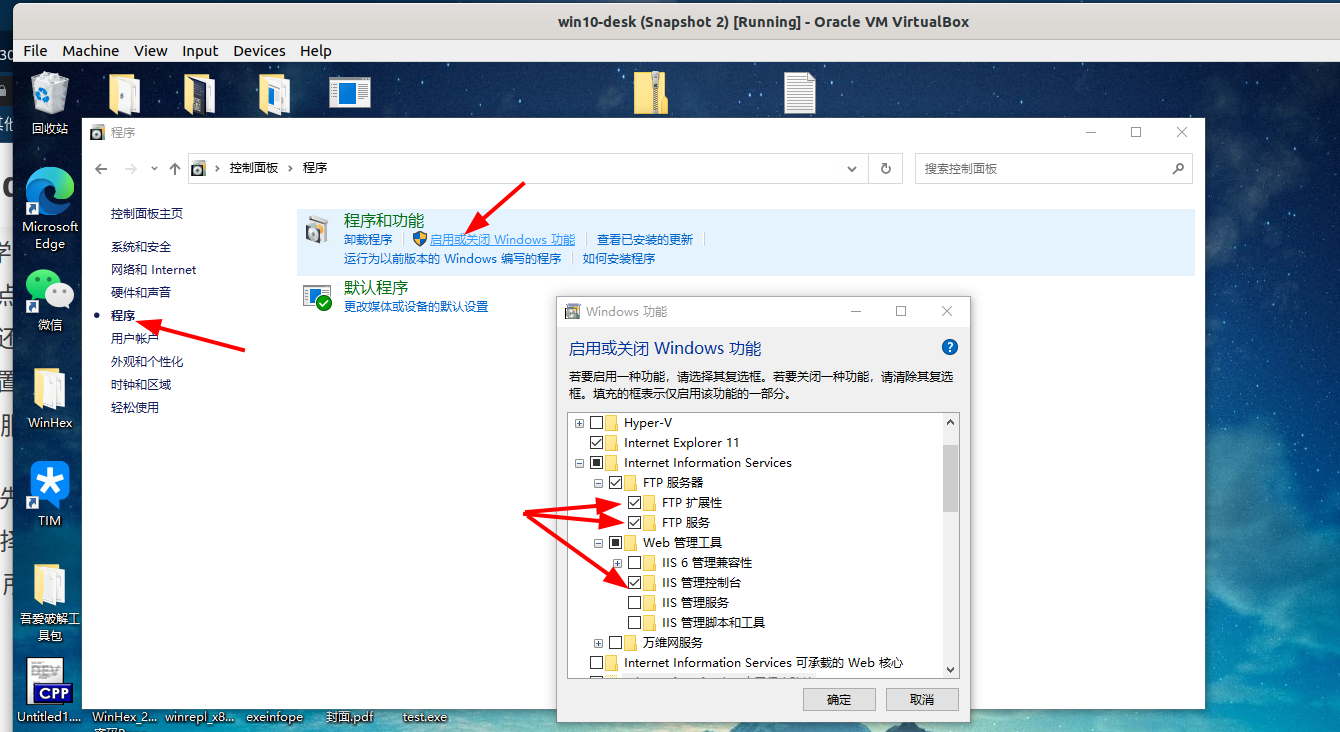 win10-desk (Snapshot 2) [Running] - Oracle VM VirtualBox
File Machine View Input Devices Help
回收站
Microsoft
Edge
微信
WinHex
TIM
吾爱破解工
具包
Untitled1.... WinHex_2... winrepl_x8... exeinfope 封面.pdf test.exe
DEV
CPP
程序
控制面板 › 程序
搜索控制面板
控制面板主页
系统和安全
网络和 Internet
硬件和声音
程序
用户帐户
外观和个性化
时钟和区域
轻松使用
程序和功能
卸载程序 启用或关闭 Windows 功能 查看已安装的更新
运行为以前版本的 Windows 编写的程序 如何安装程序
默认程序
更改媒体或设备的默认设置
Windows 功能
启用或关闭 Windows 功能
若要启用一种功能，请选择其复选框。若要关闭一种功能，请清除其复选
框。填充的框表示仅启用该功能的一部分。
Hyper-V
Internet Explorer 11
Internet Information Services
FTP 服务器
FTP 扩展性
FTP 服务
Web 管理工具
IIS 6 管理兼容性
IIS 管理控制台
IIS 管理服务
IIS 管理脚本和工具
万维网服务
Internet Information Services 可承载的 Web 核心
确定 取消